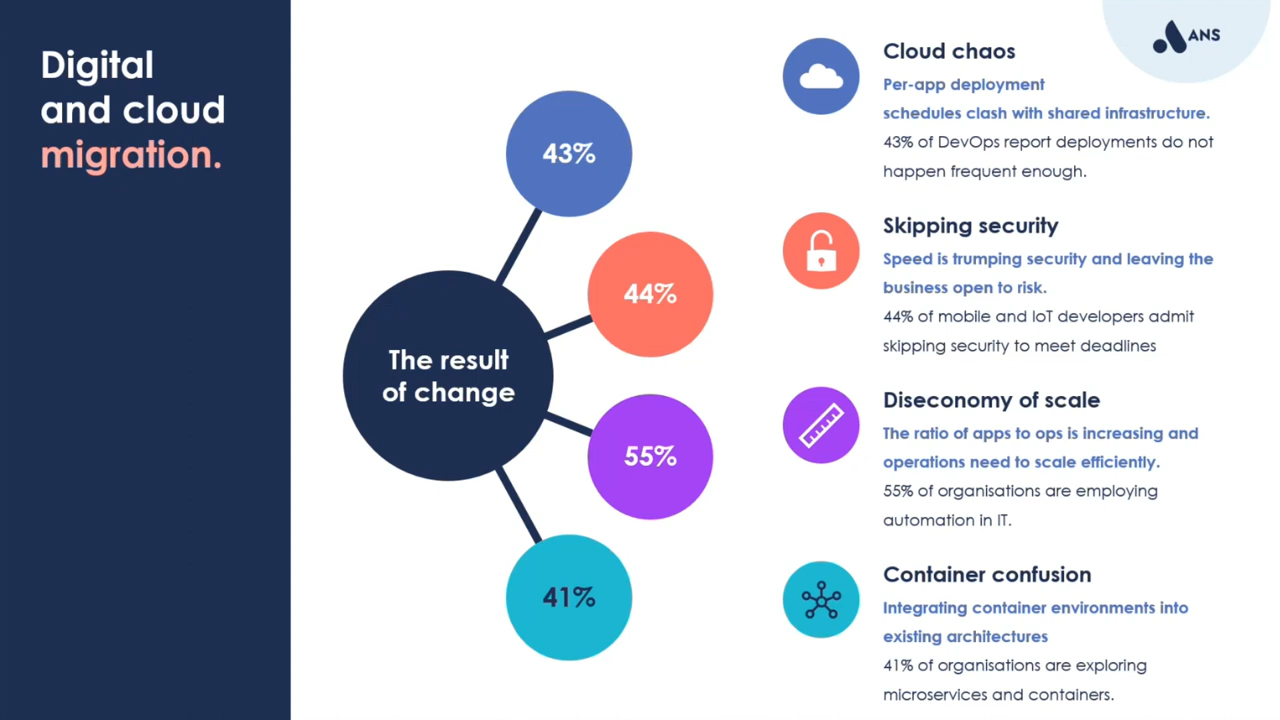 Digital
and cloud
migration.
43%
44%
The result
of change
55%
41%
ANS
Cloud chaos
Per-app deployment
schedules clash with shared infrastructure.
43% of DevOps report deployments do not
happen frequent enough.
Skipping security
Speed is trumping security and leaving the
business open to risk.
44% of mobile and IoT developers admit
skipping security to meet deadlines
Diseconomy of scale
The ratio of apps to ops is increasing and
operations need to scale efficiently.
55% of organisations are employing
automation in IT.
Container confusion
Integrating container environments into
existing architectures
41% of organisations are exploring
microservices and containers.